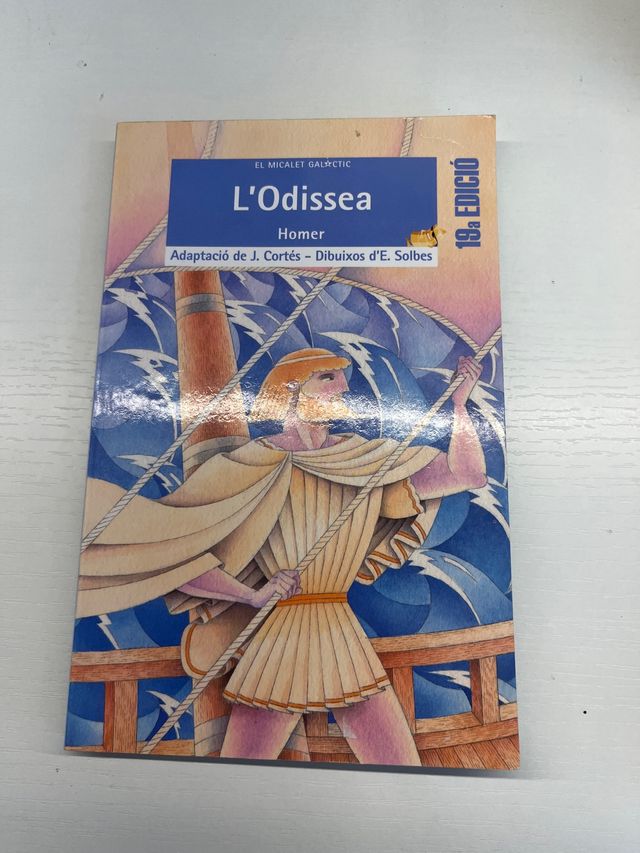 EL MICALET GALÀCTIC
L'Odissea
Homer
Adaptació de J. Cortés – Dibuixos d'E. Solbes
19a EDICIÓ